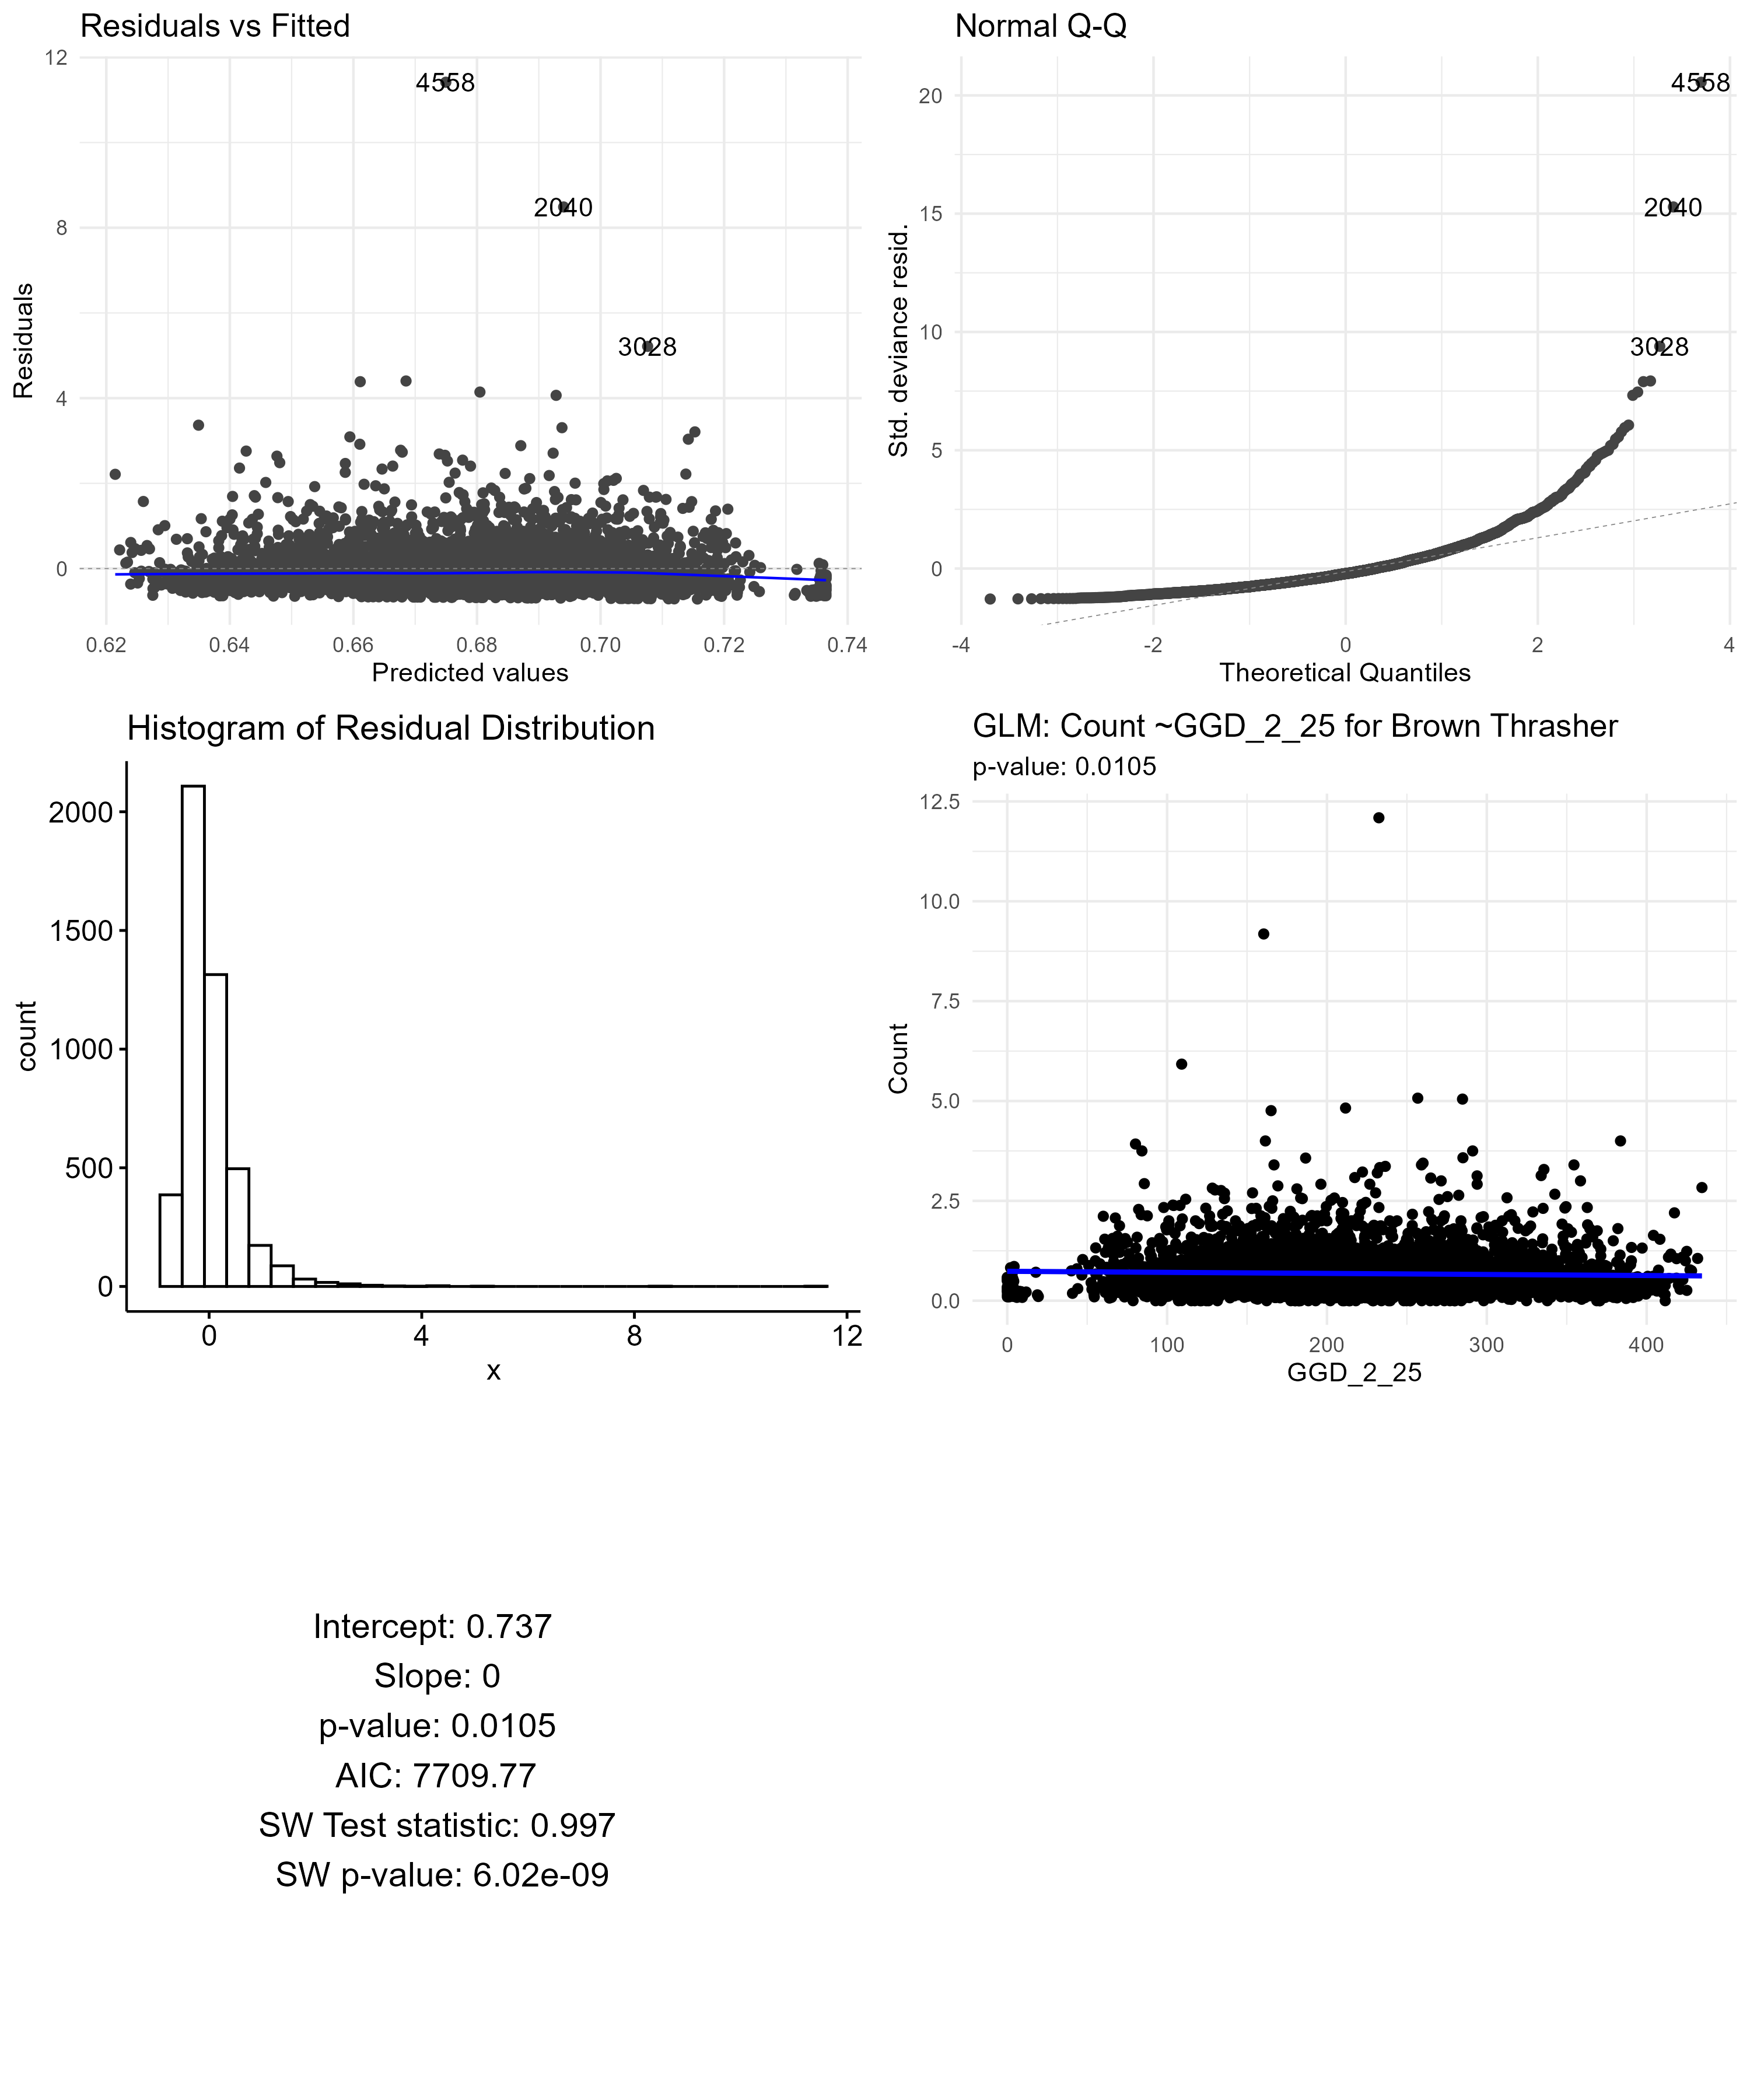 Residuals vs Fitted
12
8
4
0
Residuals
4558
2040
3028
0.62 0.64 0.66 0.68 0.70 0.72 0.74
Predicted values
Normal Q-Q
20
15
10
5
0
Std. deviance resid.
4558
2040
3028
-4 -2 0 2 4
Theoretical Quantiles
Histogram of Residual Distribution
2000
1500
1000
500
0
count
0 4 8 12
x
GLM: Count ~GGD_2_25 for Brown Thrasher
p-value: 0.0105
12.5
10.0
7.5
5.0
2.5
0.0
Count
0 100 200 300 400
GGD_2_25
Intercept: 0.737
Slope: 0
p-value: 0.0105
AIC: 7709.77
SW Test statistic: 0.997
SW p-value: 6.02e-09